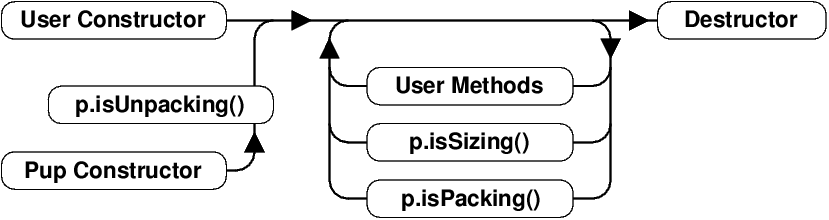 User Constructor
Destructor
User Methods
p.isUnpacking()
p.isSizing()
Pup Constructor
p.isPacking()